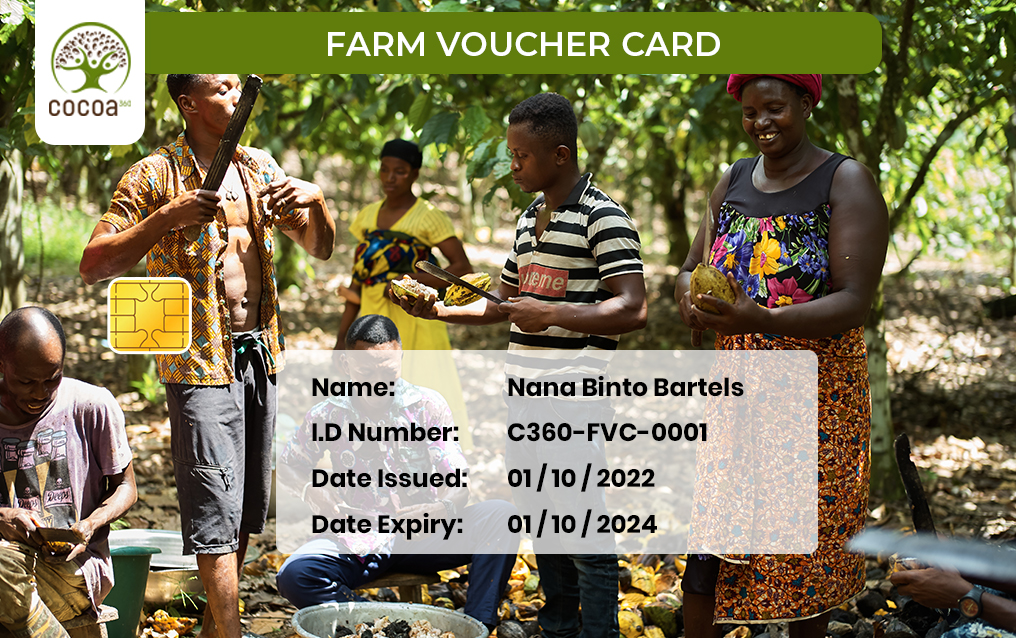 FARM VOUCHER CARD
cocoa360
Supreme
Name: Nana Binto Bartels
I.D Number: C360-FVC-0001
Date Issued: 01 / 10 / 2022
Date Expiry: 01 / 10 / 2024